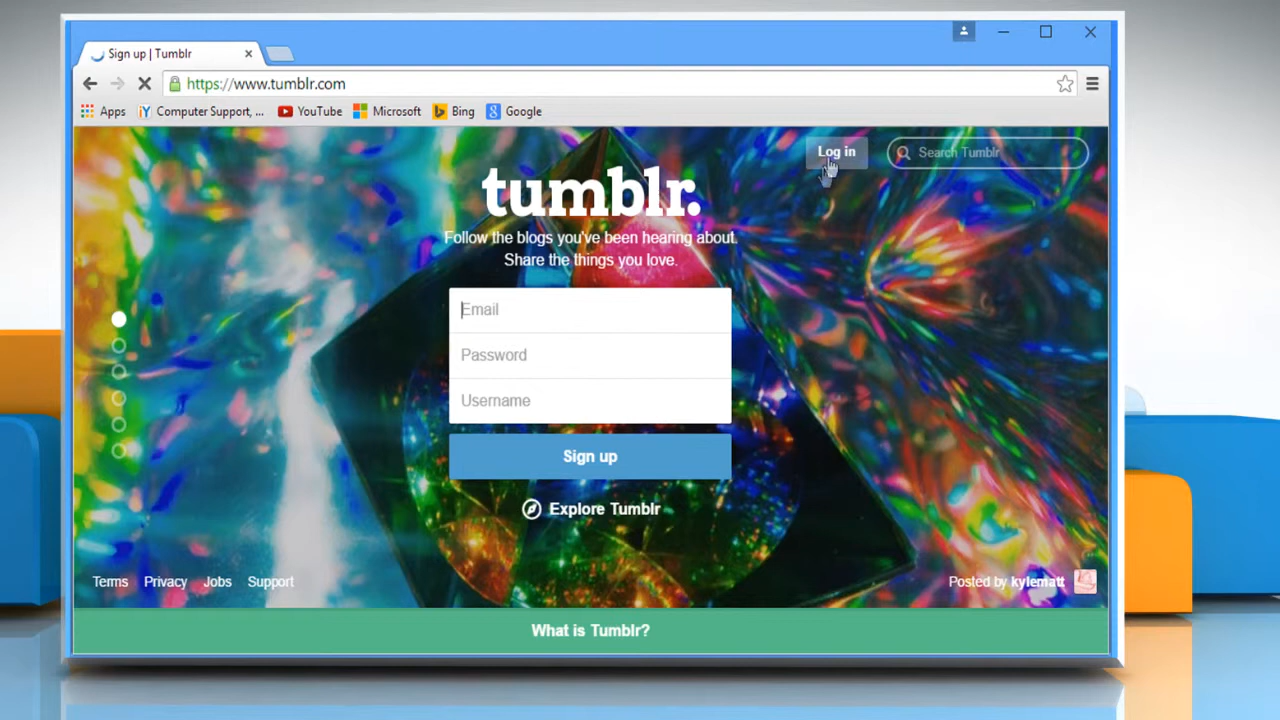 Sign up | Tumblr
https://www.tumblr.com
Apps
Computer Support, ...
YouTube
Microsoft
Bing
Google
Log in
Search Tumblr
tumblr.
Follow the blogs you've been hearing about.
Share the things you love.
Email
Password
Username
Sign up
Explore Tumblr
Terms Privacy Jobs Support
Posted by kylematt
What is Tumblr?